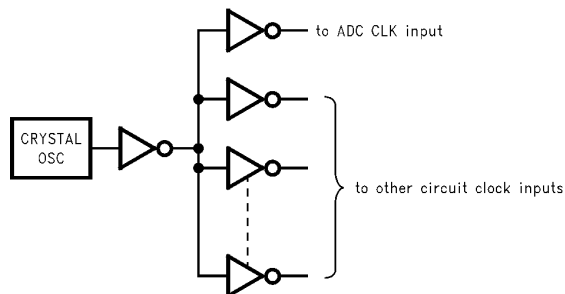 to ADC CLK input
CRYSTAL
OSC
to other circuit clock inputs